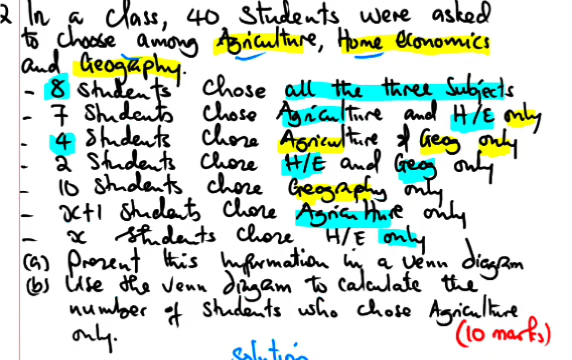 2 In a class, 40 students were asked
to choose among Agriculture, Home Economics
and Geography.
- 8 students chose all the three subjects
- 7 students chose Agriculture and H/E only
- 4 students chose Agricult & Geog only
- 2 students chose H/E and Geog only
- 10 students chose Geography only
- x+1 students chose Agriculture only
- x students chose H/E only
(a) Present this information in a venn diagram
(b) Use the venn diagram to calculate the
number of students who chose Agriculture
only. (10 marks)
solution